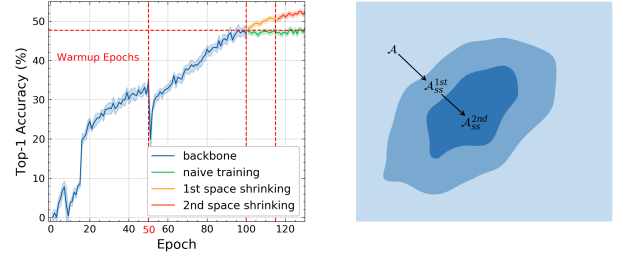 Top-1 Accuracy (%)
50
40
30
20
10
0
Warmup Epochs
backbone
naive training
1st space shrinking
2nd space shrinking
0
20
40
50
60
80
100
120
Epoch
𝒜
𝒜ₛₛ¹ˢᵗ
𝒜ₛₛ²ⁿᵈ